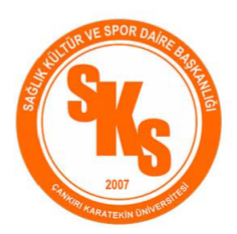 SAĞLIK KÜLTÜR VE SPOR DAİRE BAŞKANLIĞI
SKS
2007
ÇANKIRI KARATEKİN ÜNİVERSİTESİ